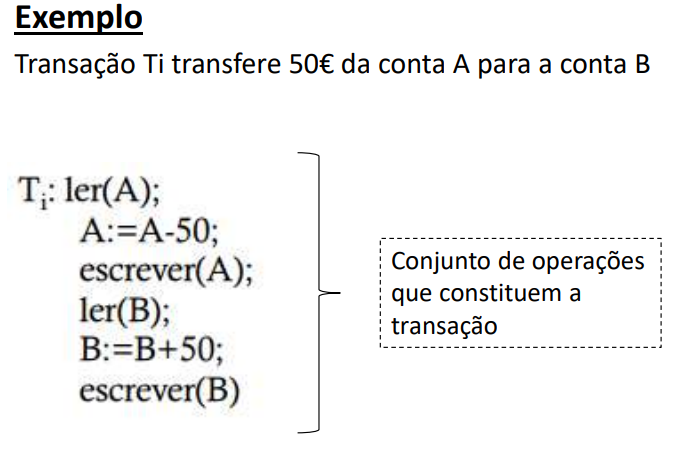 Exemplo
Transação Ti transfere 50€ da conta A para a conta B
Ti: ler(A);
A:=A-50;
escrever(A);
ler(B);
B:=B+50;
escrever(B)
Conjunto de operações
que constituem a
transação